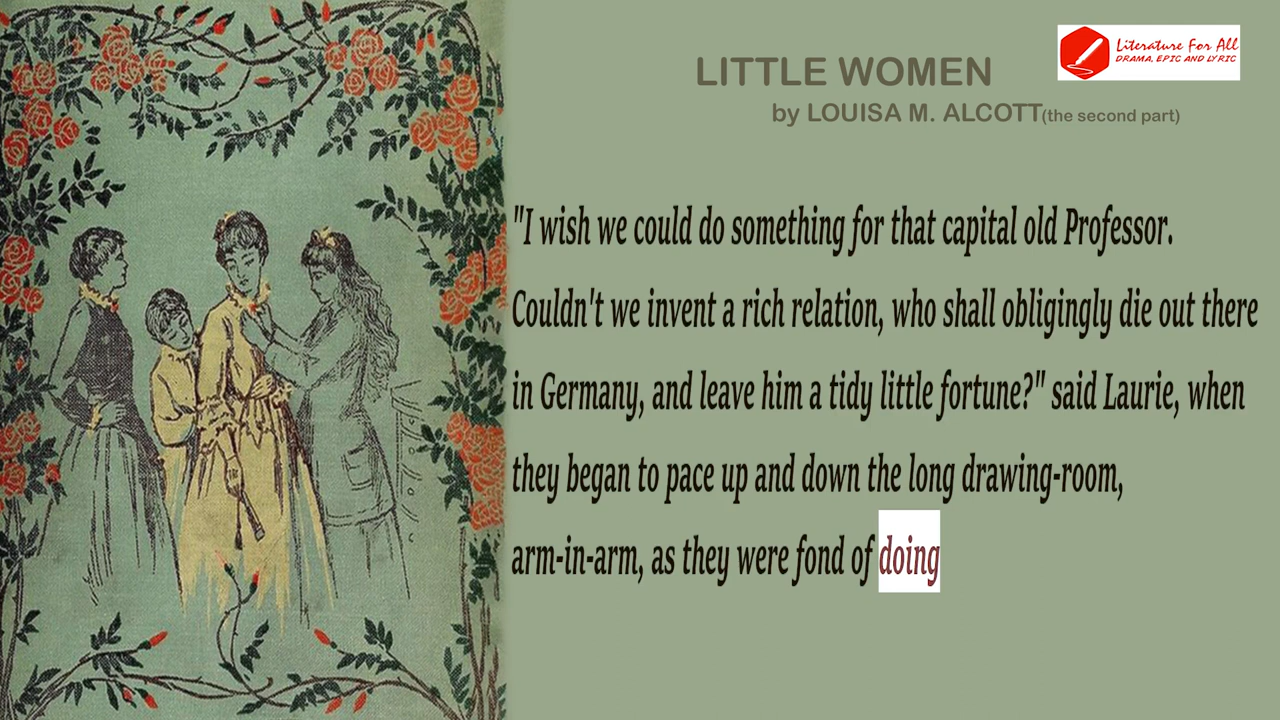 LITTLE WOMEN
by LOUISA M. ALCOTT(the second part)
Literature For All
DRAMA, EPIC AND LYRIC
"I wish we could do something for that capital old Professor.
Couldn't we invent a rich relation, who shall obligingly die out there
in Germany, and leave him a tidy little fortune?" said Laurie, when
they began to pace up and down the long drawing-room,
arm-in-arm, as they were fond of doing